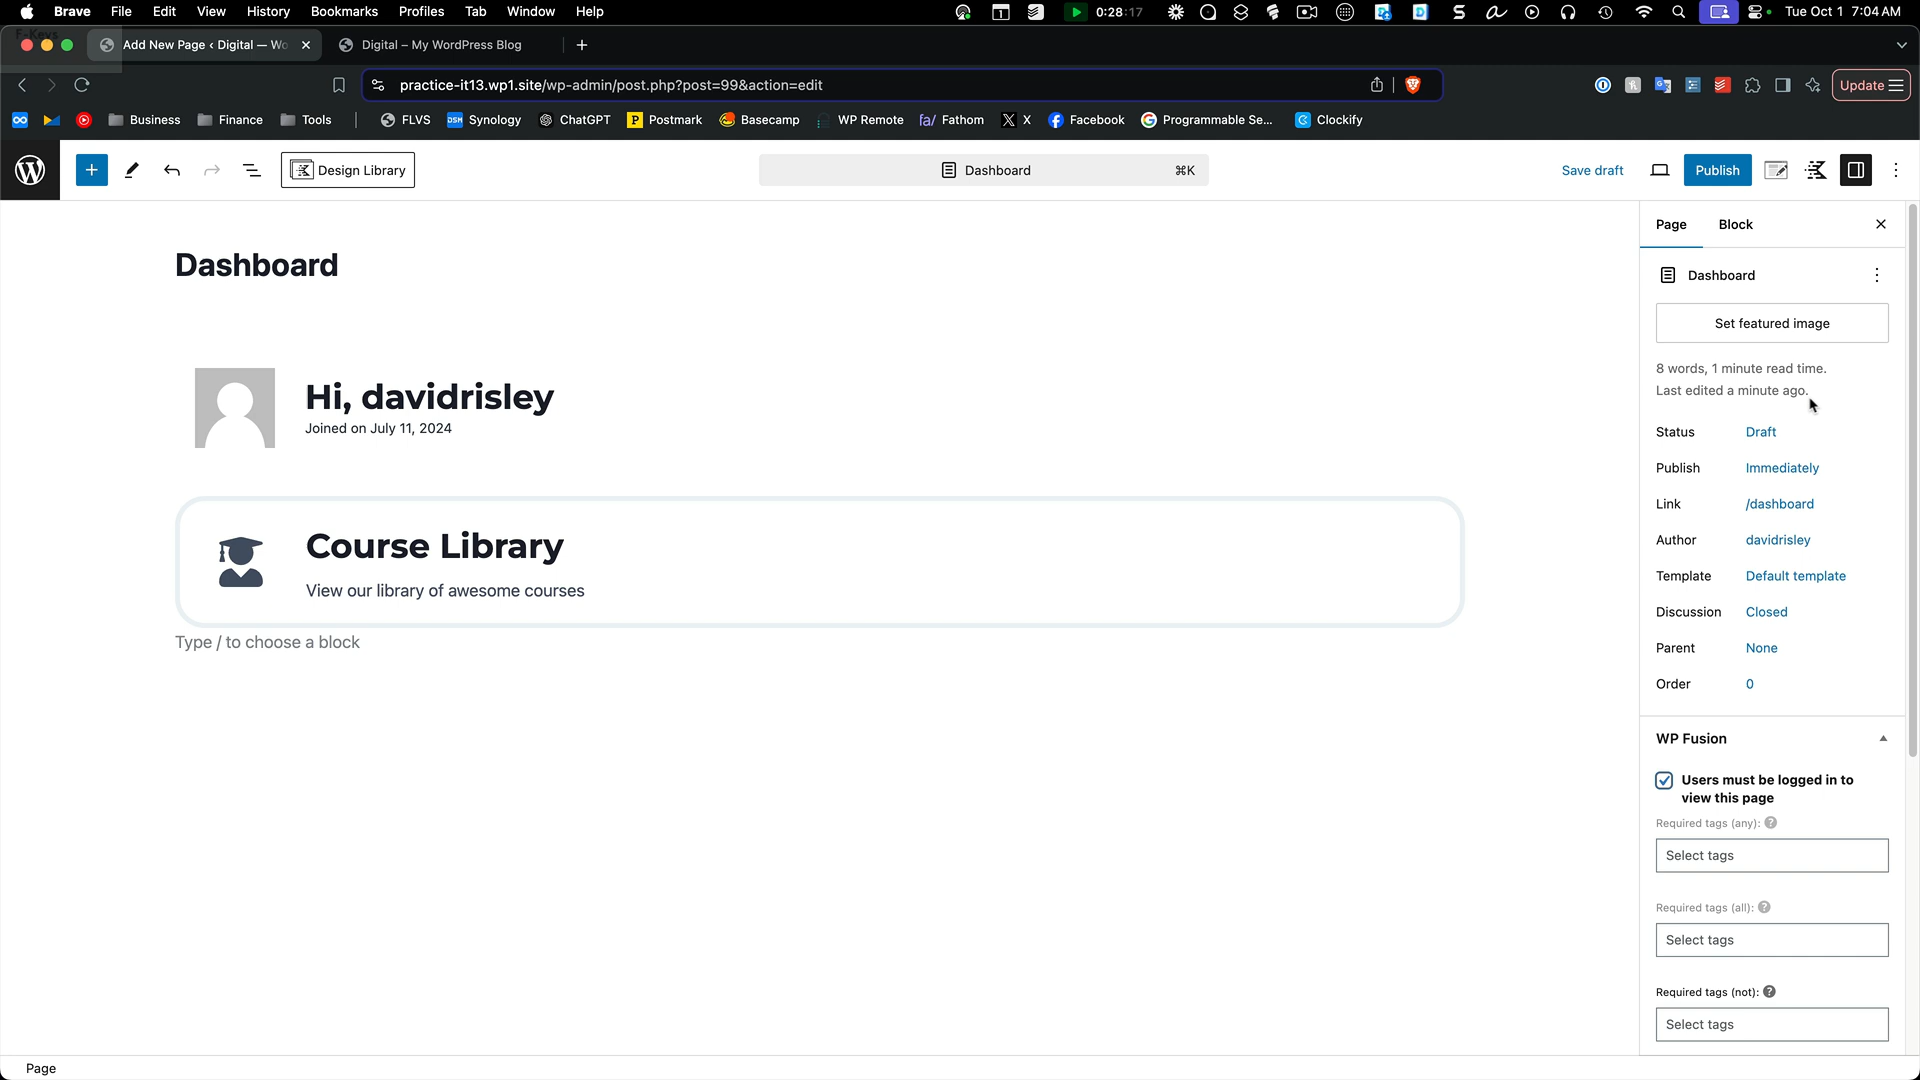 Brave File Edit View History Bookmarks Profiles Tab Window Help 0:28:17 Tue Oct 1 7:04 AM
F-Keys
Add New Page ‹ Digital — Wo Digital – My WordPress Blog
practice-it13.wp1.site/wp-admin/post.php?post=99&action=edit Update
Business Finance Tools FLVS Synology ChatGPT Postmark Basecamp WP Remote Fathom X Facebook Programmable Se... Clockify
Design Library Dashboard ⌘K Save draft Publish
Page Block
Dashboard
Set featured image
8 words, 1 minute read time.
Last edited a minute ago.
Status Draft
Publish Immediately
Link /dashboard
Author davidrisley
Template Default template
Discussion Closed
Parent None
Order 0
WP Fusion
Users must be logged in to
view this page
Required tags (any):
Select tags
Required tags (all):
Select tags
Required tags (not):
Select tags
Dashboard
Hi, davidrisley
Joined on July 11, 2024
Course Library
View our library of awesome courses
Type / to choose a block
Page